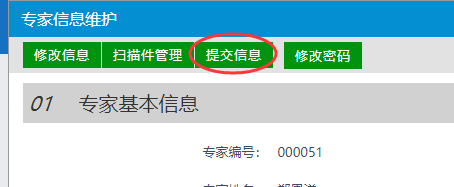 专家信息维护
修改信息 扫描件管理 提交信息 修改密码
01 专家基本信息
专家编号: 000051